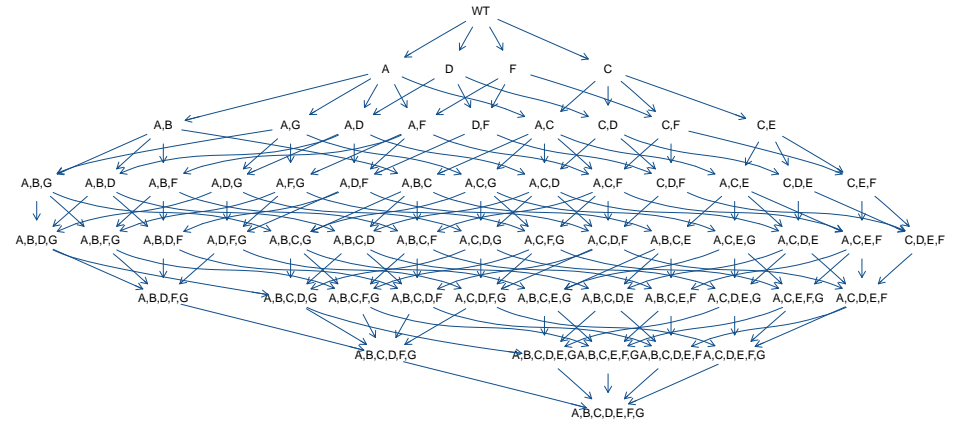 WT
A D F C
A,B A,G A,D A,F D,F A,C C,D C,F C,E
A,B,G A,B,D A,B,F A,D,G A,F,G A,D,F A,B,C A,C,G A,C,D A,C,F C,D,F A,C,E C,D,E C,E,F
A,B,D,G A,B,F,G A,B,D,F A,D,F,G A,B,C,G A,B,C,D A,B,C,F A,C,D,G A,C,F,G A,C,D,F A,B,C,E A,C,E,G A,C,D,E A,C,E,F C,D,E,F
A,B,D,F,G A,B,C,D,G A,B,C,F,G A,B,C,D,F A,C,D,F,G A,B,C,E,G A,B,C,D,E A,B,C,E,F A,C,D,E,G A,C,E,F,G A,C,D,E,F
A,B,C,D,F,G A,B,C,D,E,G A,B,C,E,F,G A,B,C,D,E,F A,C,D,E,F,G
A,B,C,D,E,F,G